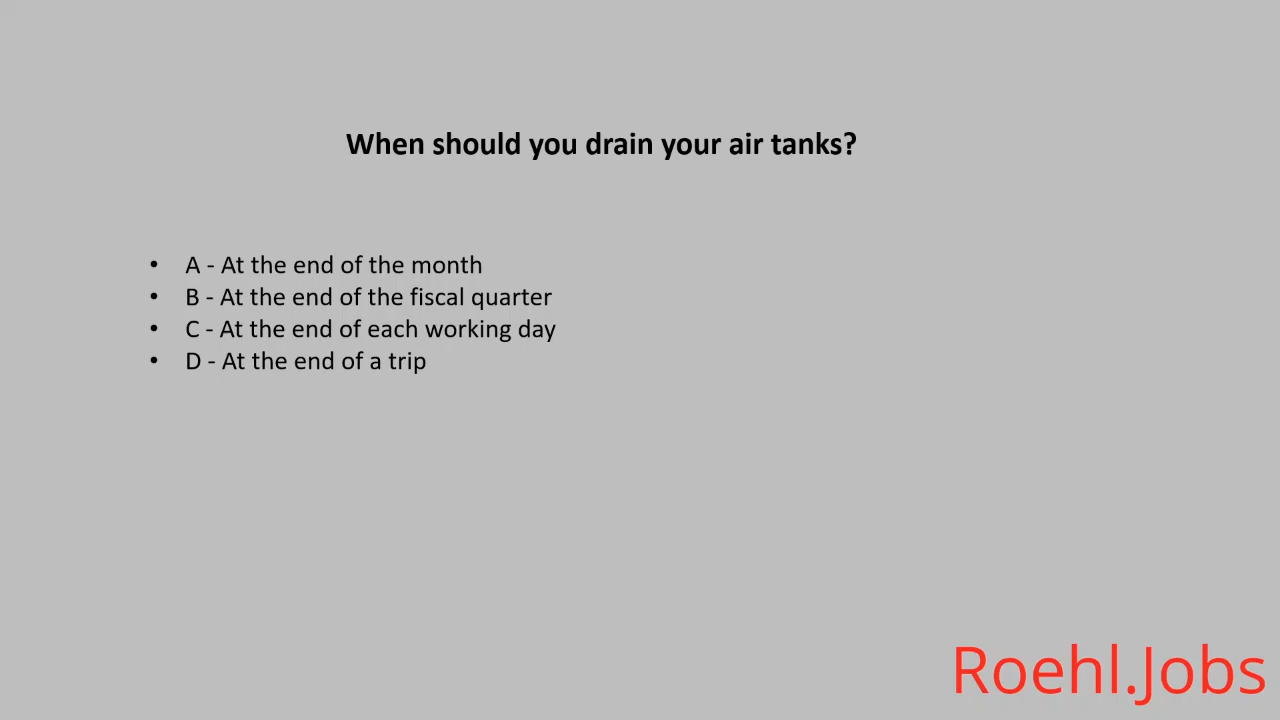 When should you drain your air tanks?
• A - At the end of the month
• B - At the end of the fiscal quarter
• C - At the end of each working day
• D - At the end of a trip
Roehl.Jobs